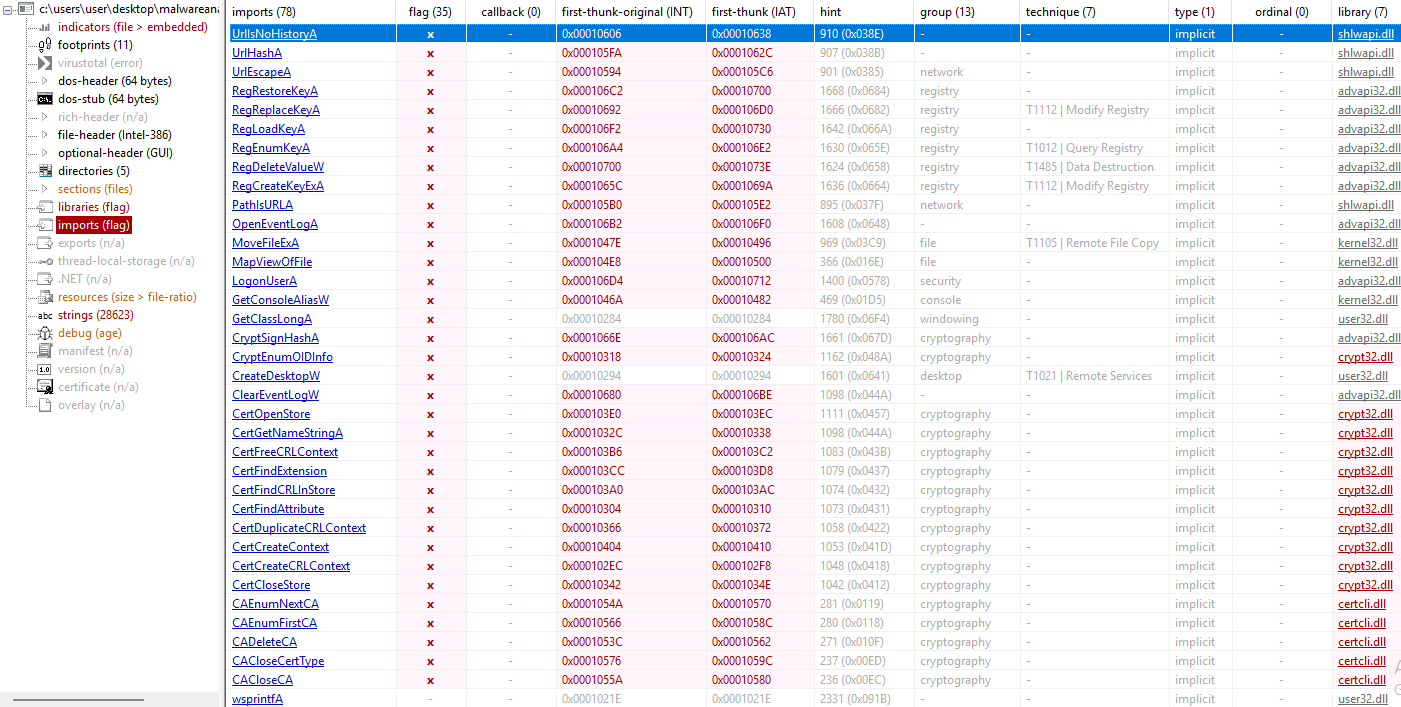 c:\users\user\desktop\malwareana
indicators (file > embedded)
footprints (11)
virustotal (error)
dos-header (64 bytes)
dos-stub (64 bytes)
rich-header (n/a)
file-header (Intel-386)
optional-header (GUI)
directories (5)
sections (files)
libraries (flag)
imports (flag)
exports (n/a)
thread-local-storage (n/a)
.NET (n/a)
resources (size > file-ratio)
abc strings (28623)
debug (age)
manifest (n/a)
1.0 version (n/a)
certificate (n/a)
overlay (n/a)
imports (78) flag (35) callback (0) first-thunk-original (INT) first-thunk (IAT) hint group (13) technique (7) type (1) ordinal (0) library (7)
UrlIsNoHistoryA x - 0x00010606 0x00010638 910 (0x038E) - - implicit - shlwapi.dll
UrlHashA x - 0x000105FA 0x0001062C 907 (0x038B) - - implicit - shlwapi.dll
UrlEscapeA x - 0x00010594 0x000105C6 901 (0x0385) network - implicit - shlwapi.dll
RegRestoreKeyA x - 0x000106C2 0x00010700 1668 (0x0684) registry - implicit - advapi32.dll
RegReplaceKeyA x - 0x00010692 0x000106D0 1666 (0x0682) registry T1112 | Modify Registry implicit - advapi32.dll
RegLoadKeyA x - 0x000106F2 0x00010730 1642 (0x066A) registry - implicit - advapi32.dll
RegEnumKeyA x - 0x000106A4 0x000106E2 1630 (0x065E) registry T1012 | Query Registry implicit - advapi32.dll
RegDeleteValueW x - 0x00010700 0x0001073E 1624 (0x0658) registry T1485 | Data Destruction implicit - advapi32.dll
RegCreateKeyExA x - 0x0001065C 0x0001069A 1636 (0x0664) registry T1112 | Modify Registry implicit - advapi32.dll
PathIsURLA x - 0x000105B0 0x000105E2 895 (0x037F) network - implicit - shlwapi.dll
OpenEventLogA x - 0x000106B2 0x000106F0 1608 (0x0648) - - implicit - advapi32.dll
MoveFileExA x - 0x0001047E 0x00010496 969 (0x03C9) file T1105 | Remote File Copy implicit - kernel32.dll
MapViewOfFile x - 0x000104E8 0x00010500 366 (0x016E) file - implicit - kernel32.dll
LogonUserA x - 0x000106D4 0x00010712 1400 (0x0578) security - implicit - advapi32.dll
GetConsoleAliasW x - 0x0001046A 0x00010482 469 (0x01D5) console - implicit - kernel32.dll
GetClassLongA x - 0x00010284 0x00010284 1780 (0x06F4) windowing - implicit - user32.dll
CryptSignHashA x - 0x0001066E 0x000106AC 1661 (0x067D) cryptography - implicit - advapi32.dll
CryptEnumOIDInfo x - 0x00010318 0x00010324 1162 (0x048A) cryptography - implicit - crypt32.dll
CreateDesktopW x - 0x00010294 0x00010294 1601 (0x0641) desktop T1021 | Remote Services implicit - user32.dll
ClearEventLogW x - 0x00010680 0x000106BE 1098 (0x044A) - - implicit - advapi32.dll
CertOpenStore x - 0x000103E0 0x000103EC 1111 (0x0457) cryptography - implicit - crypt32.dll
CertGetNameStringA x - 0x0001032C 0x00010338 1098 (0x044A) cryptography - implicit - crypt32.dll
CertFreeCRLContext x - 0x000103B6 0x000103C2 1083 (0x043B) cryptography - implicit - crypt32.dll
CertFindExtension x - 0x000103CC 0x000103D8 1079 (0x0437) cryptography - implicit - crypt32.dll
CertFindCRLInStore x - 0x000103A0 0x000103AC 1074 (0x0432) cryptography - implicit - crypt32.dll
CertFindAttribute x - 0x00010304 0x00010310 1073 (0x0431) cryptography - implicit - crypt32.dll
CertDuplicateCRLContext x - 0x00010366 0x00010372 1058 (0x0422) cryptography - implicit - crypt32.dll
CertCreateContext x - 0x00010404 0x00010410 1053 (0x041D) cryptography - implicit - crypt32.dll
CertCreateCRLContext x - 0x000102EC 0x000102F8 1048 (0x0418) cryptography - implicit - crypt32.dll
CertCloseStore x - 0x00010342 0x0001034E 1042 (0x0412) cryptography - implicit - crypt32.dll
CAEnumNextCA x - 0x0001054A 0x00010570 281 (0x0119) cryptography - implicit - certcli.dll
CAEnumFirstCA x - 0x00010566 0x0001058C 280 (0x0118) cryptography - implicit - certcli.dll
CADeleteCA x - 0x0001053C 0x00010562 271 (0x010F) cryptography - implicit - certcli.dll
CACloseCertType x - 0x00010576 0x0001059C 237 (0x00ED) cryptography - implicit - certcli.dll
CACloseCA x - 0x0001055A 0x00010580 236 (0x00EC) cryptography - implicit - certcli.dll
wsprintfA - - 0x0001021E 0x0001021E 2331 (0x091B) - - implicit - user32.dll